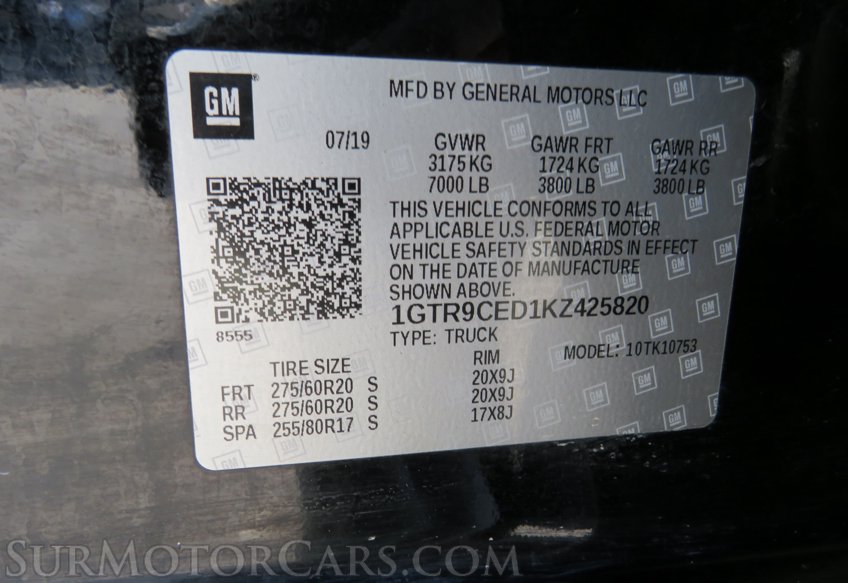 GM
MFD BY GENERAL MOTORS LLC
07/19 GVWR GAWR FRT GAWR RR
3175 KG 1724 KG 1724 KG
7000 LB 3800 LB 3800 LB
THIS VEHICLE CONFORMS TO ALL
APPLICABLE U.S. FEDERAL MOTOR
VEHICLE SAFETY STANDARDS IN EFFECT
ON THE DATE OF MANUFACTURE
SHOWN ABOVE.
1GTR9CED1KZ425820
8555
TYPE: TRUCK MODEL: 10TK10753
TIRE SIZE RIM
FRT 275/60R20 S 20X9J
RR 275/60R20 S 20X9J
SPA 255/80R17 S 17X8J
SURMOTORCARS.COM